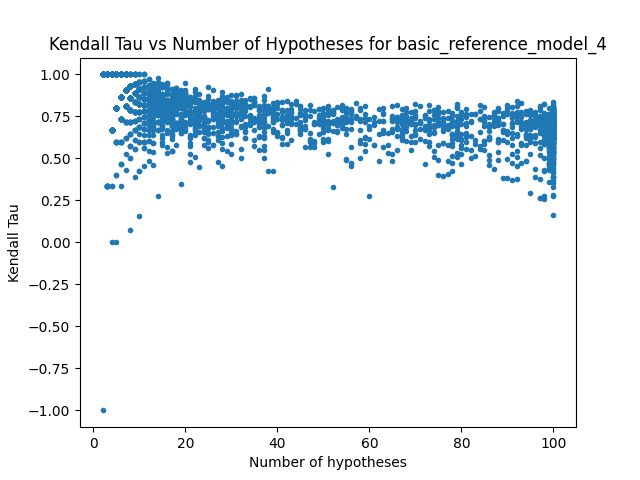 Kendall Tau vs Number of Hypotheses for basic_reference_model_4
1.00
0.75
0.50
0.25
0.00
−0.25
−0.50
−0.75
−1.00
Kendall Tau
0 20 40 60 80 100
Number of hypotheses